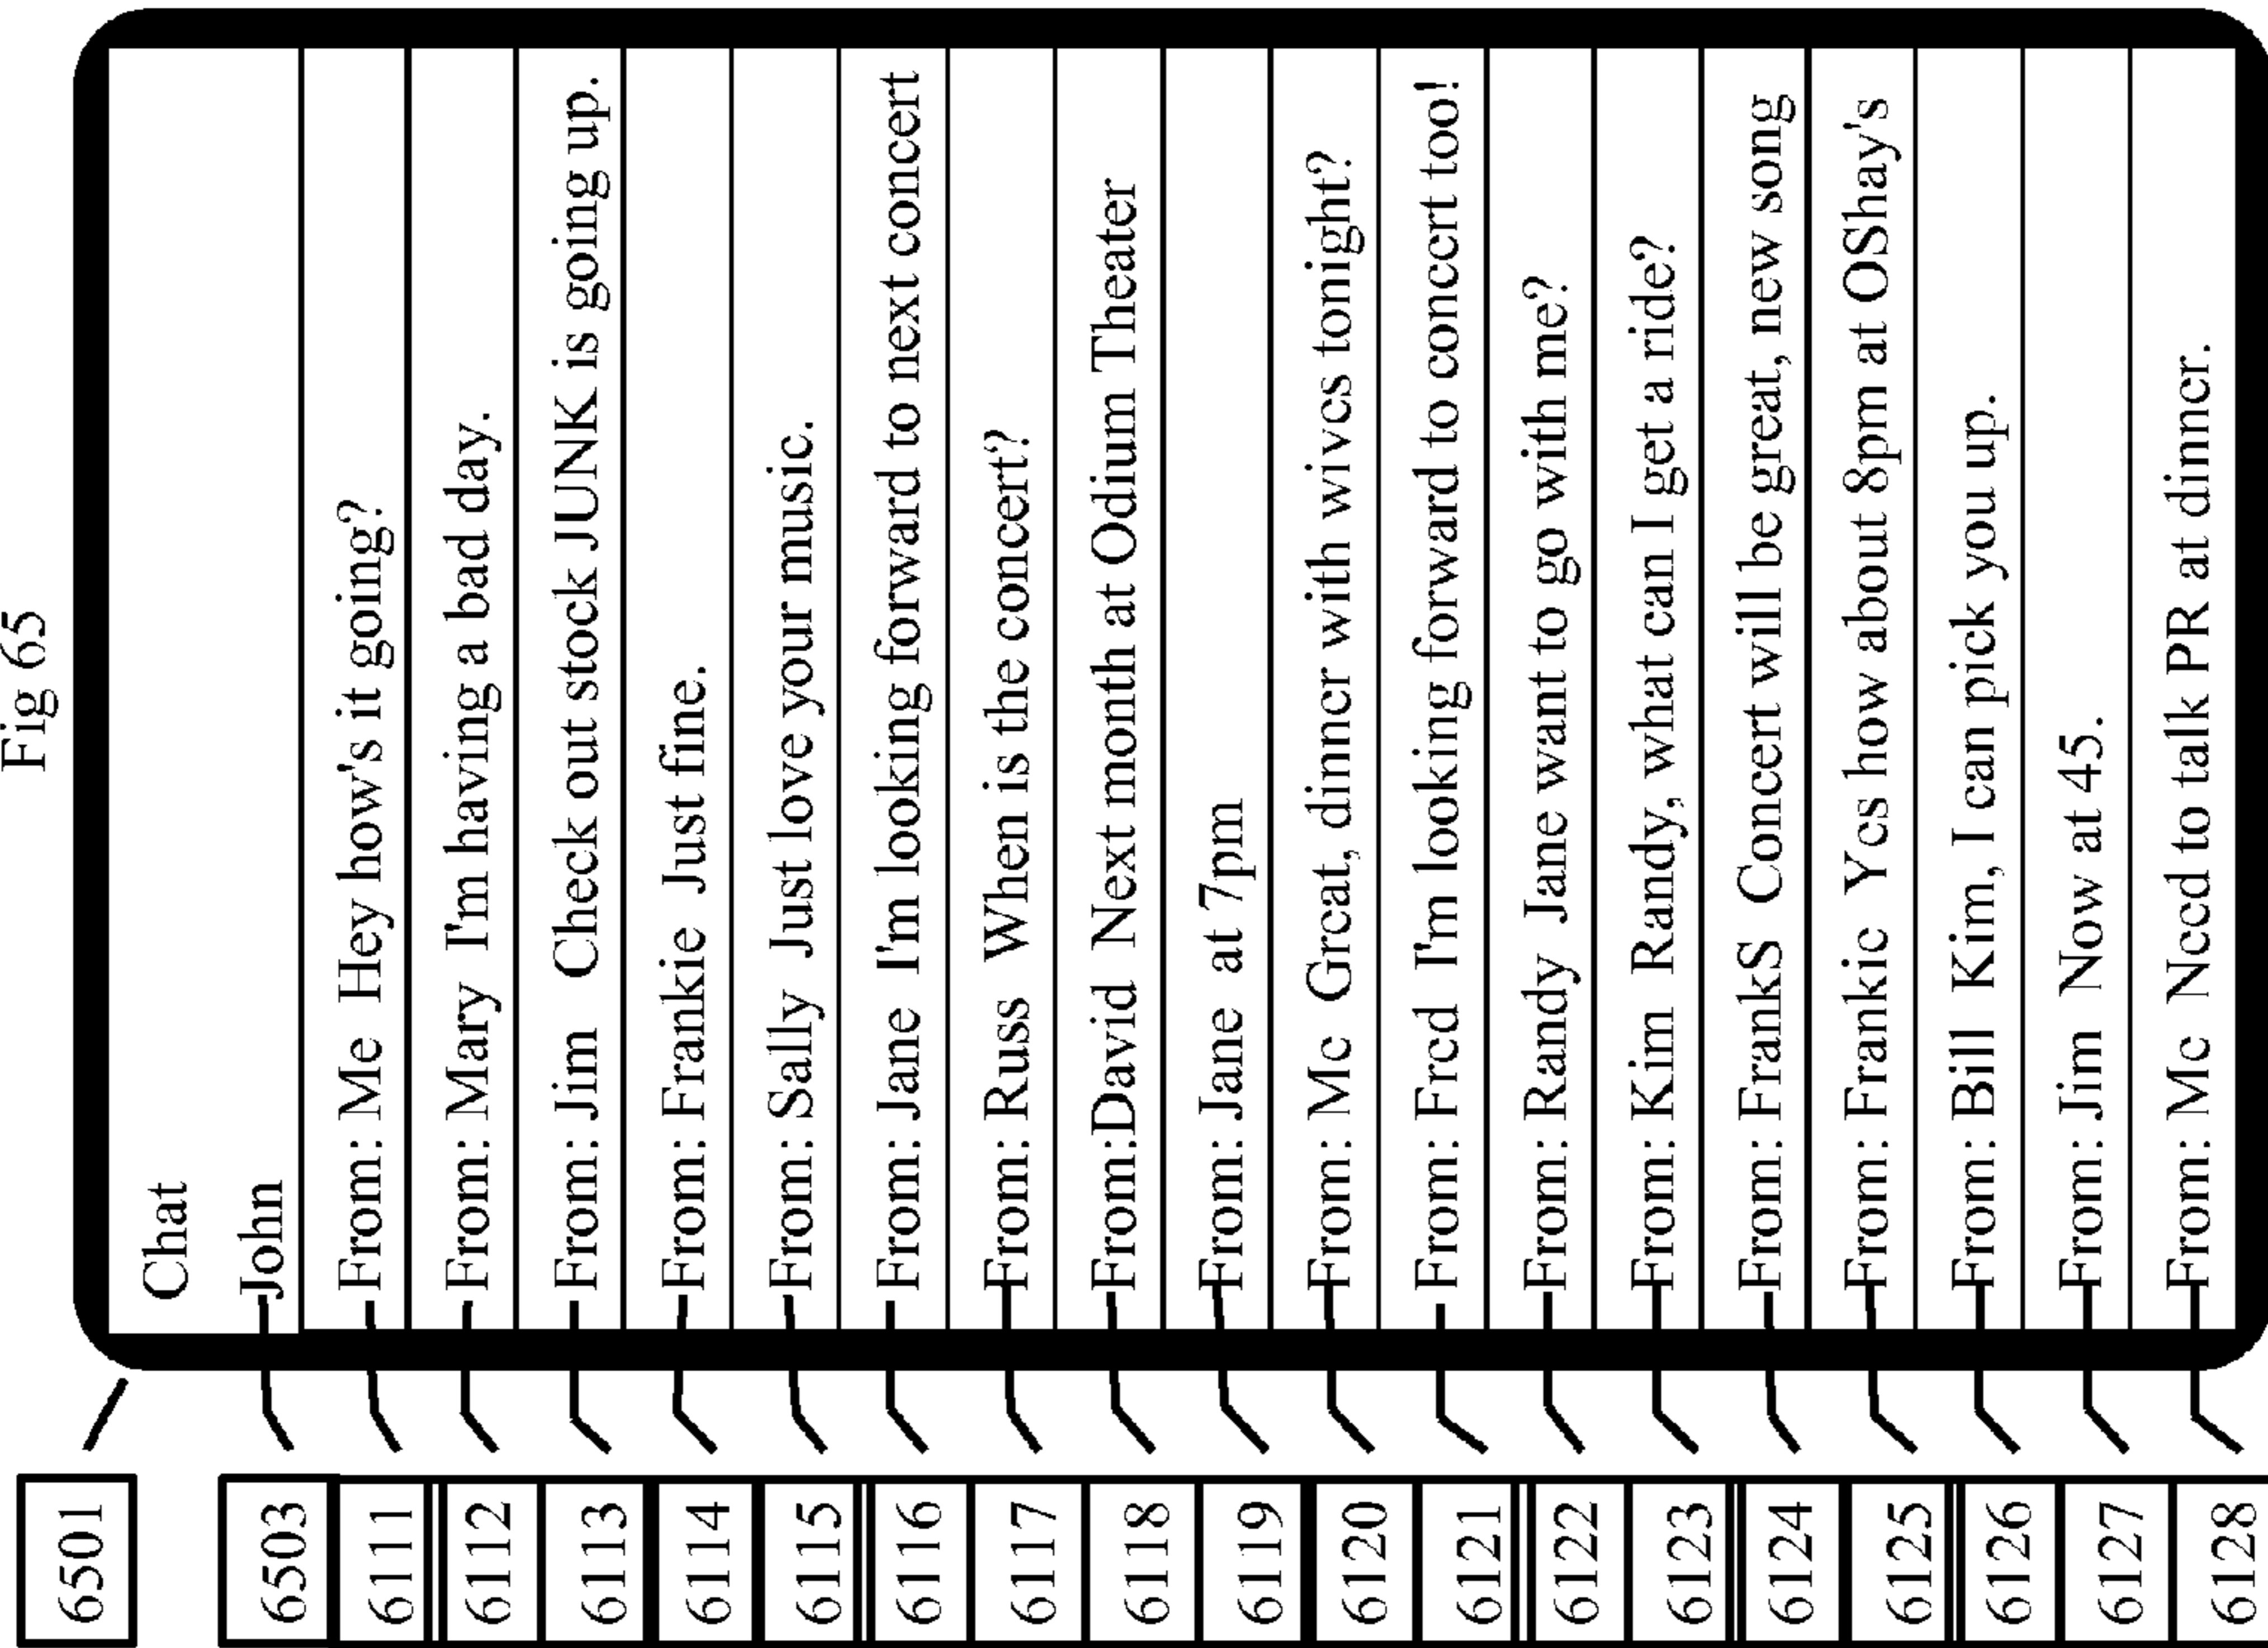 Fig 65
6501
Chat
6503 John
6111 From: Me Hey how's it going?
6112 From: Mary I'm having a bad day.
6113 From: Jim Check out stock JUNK is going up.
6114 From: Frankie Just fine.
6115 From: Sally Just love your music.
6116 From: Jane I'm looking forward to next concert
6117 From: Russ When is the concert?
6118 From:David Next month at Odium Theater
6119 From: Jane at 7pm
6120 From: Me Great, dinner with wives tonight?
6121 From: Fred I'm looking forward to concert too!
6122 From: Randy Jane want to go with me?
6123 From: Kim Randy, what can I get a ride?
6124 From: FrankS Concert will be great, new song
6125 From: Frankie Yes how about 8pm at OShay's
6126 From: Bill Kim, I can pick you up.
6127 From: Jim Now at 45.
6128 From: Me Need to talk PR at dinner.